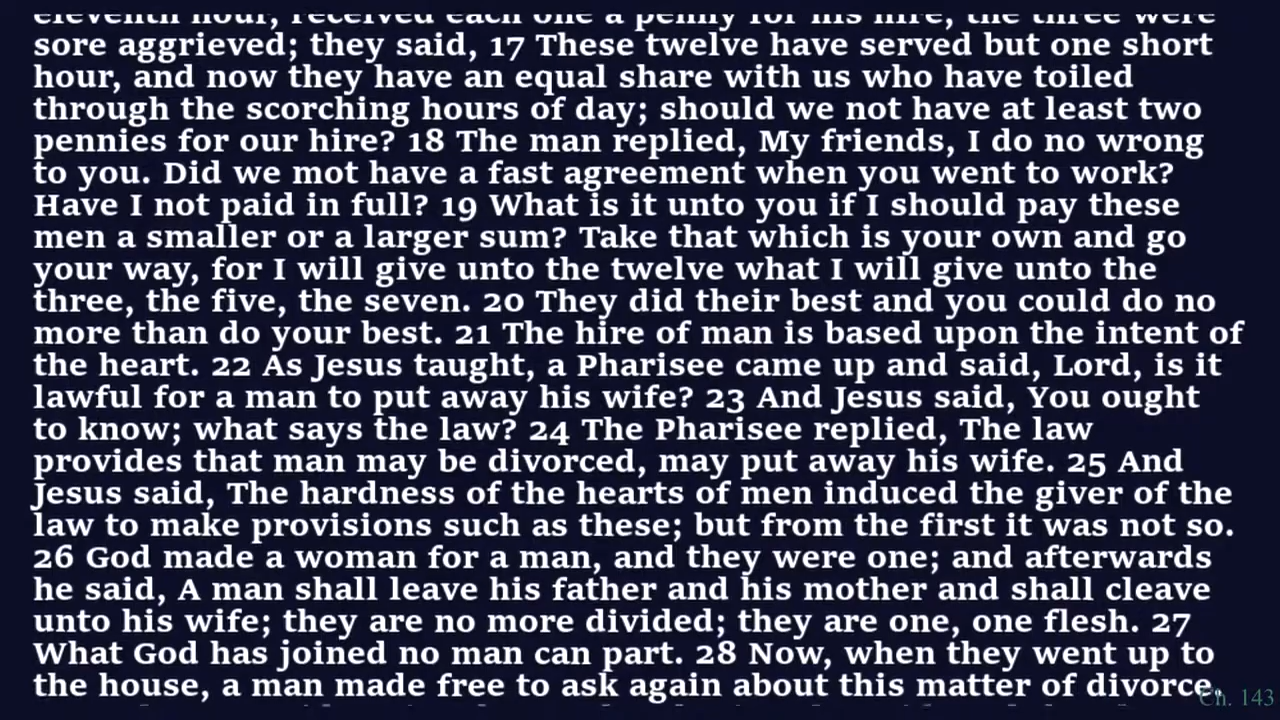 eleventh hour, received each one a penny for his hire, the three were
sore aggrieved; they said, 17 These twelve have served but one short
hour, and now they have an equal share with us who have toiled
through the scorching hours of day; should we not have at least two
pennies for our hire? 18 The man replied, My friends, I do no wrong
to you. Did we mot have a fast agreement when you went to work?
Have I not paid in full? 19 What is it unto you if I should pay these
men a smaller or a larger sum? Take that which is your own and go
your way, for I will give unto the twelve what I will give unto the
three, the five, the seven. 20 They did their best and you could do no
more than do your best. 21 The hire of man is based upon the intent of
the heart. 22 As Jesus taught, a Pharisee came up and said, Lord, is it
lawful for a man to put away his wife? 23 And Jesus said, You ought
to know; what says the law? 24 The Pharisee replied, The law
provides that man may be divorced, may put away his wife. 25 And
Jesus said, The hardness of the hearts of men induced the giver of the
law to make provisions such as these; but from the first it was not so.
26 God made a woman for a man, and they were one; and afterwards
he said, A man shall leave his father and his mother and shall cleave
unto his wife; they are no more divided; they are one, one flesh. 27
What God has joined no man can part. 28 Now, when they went up to
the house, a man made free to ask again about this matter of divorce.
Ch. 143